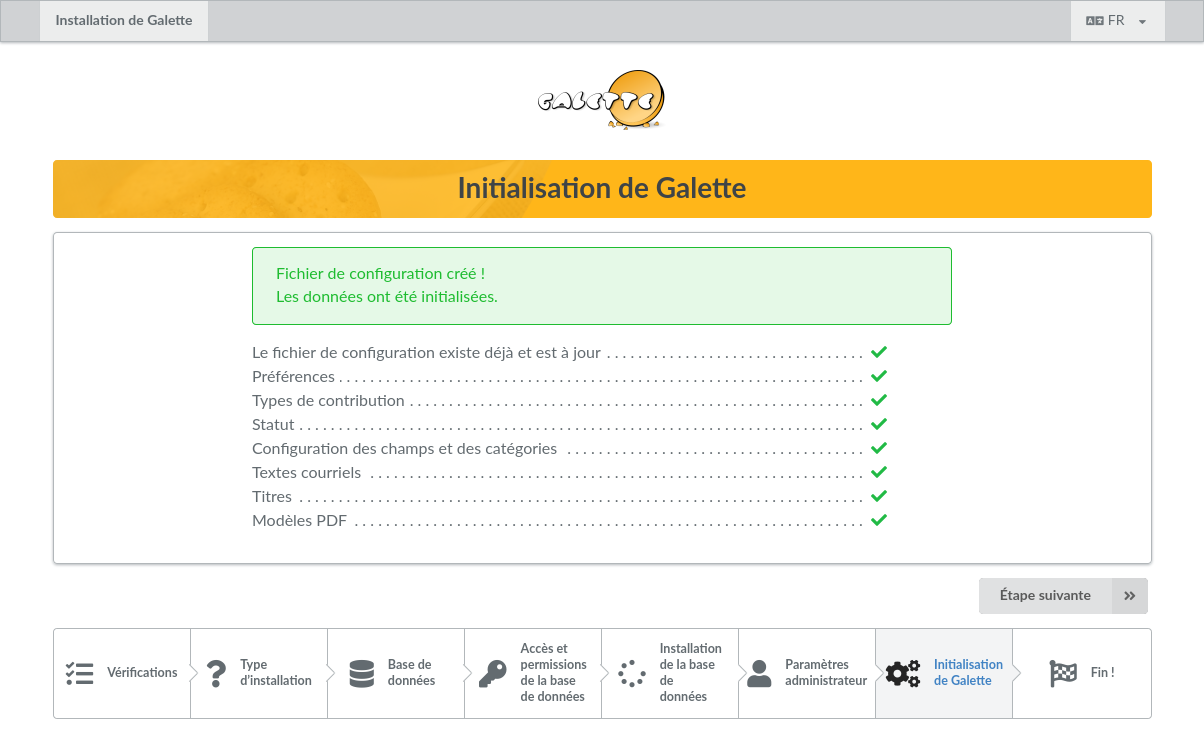 Installation de Galette
FR
GALETTE
Initialisation de Galette
Fichier de configuration créé !
Les données ont été initialisées.
Le fichier de configuration existe déjà et est à jour
Préférences
Types de contribution
Statut
Configuration des champs et des catégories
Textes courriels
Titres
Modèles PDF
Étape suivante
Vérifications
Type
d'installation
Base de
données
Accès et
permissions
de la base
de données
Installation
de la base
de
données
Paramètres
administrateur
Initialisation
de Galette
Fin !